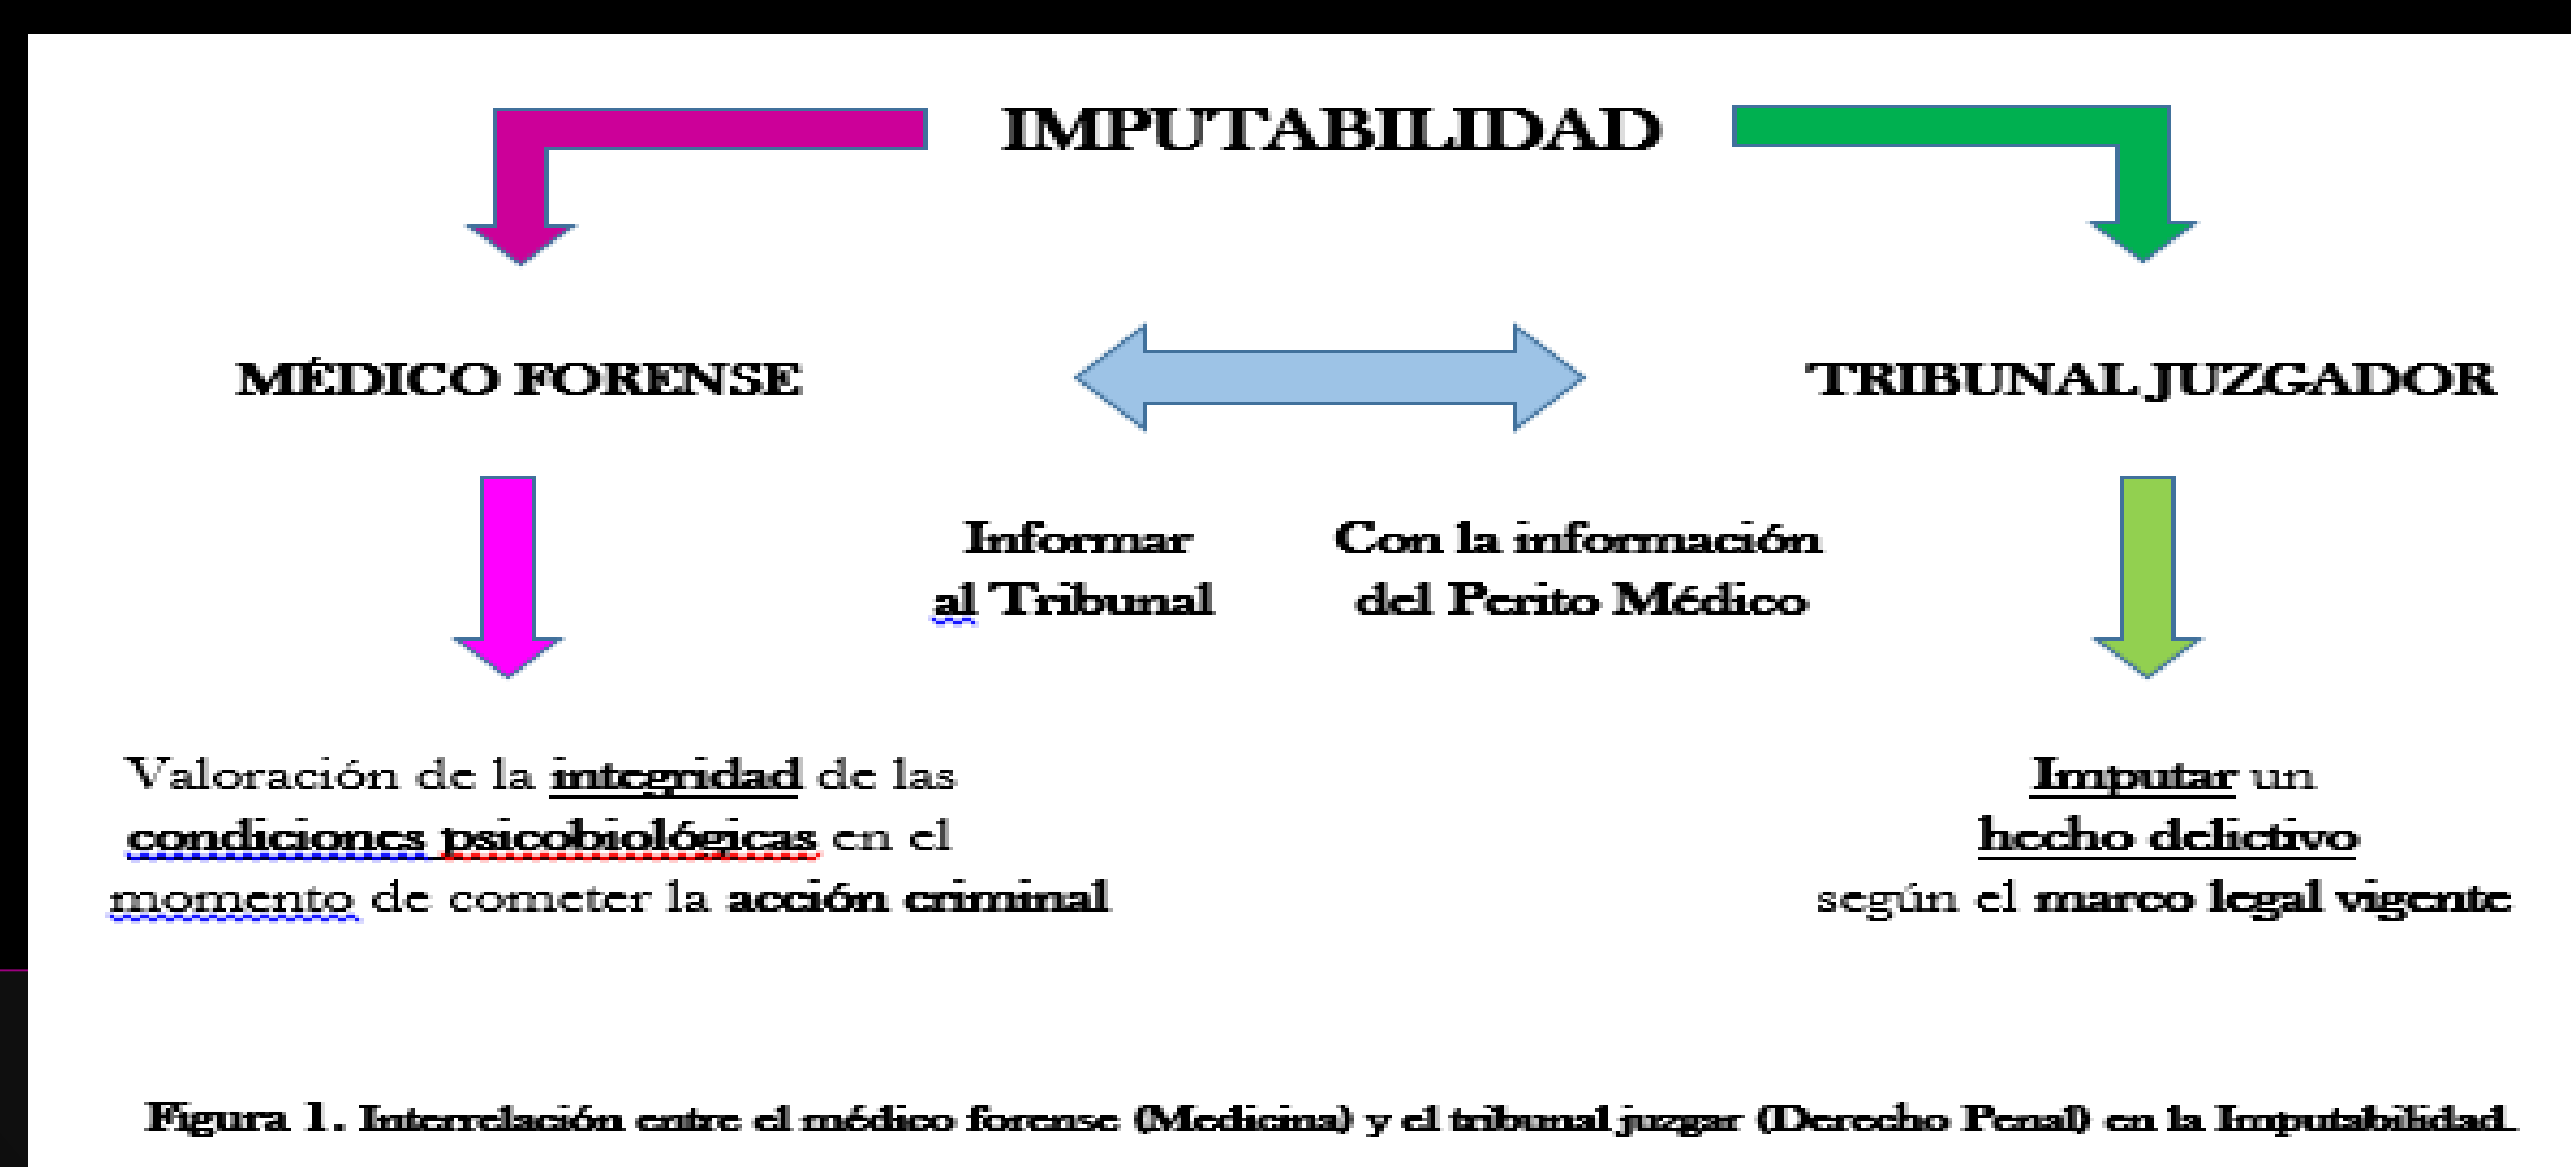 IMPUTABILIDAD
MÉDICO FORENSE
TRIBUNAL JUZGADOR
Informar
al Tribunal
Con la información
del Perito Médico
Valoración de la integridad de las
condiciones psicobiológicas en el
momento de cometer la acción criminal
Imputar un
hecho delictivo
según el marco legal vigente
Figura 1. Interrelación entre el médico forense (Medicina) y el tribunal juzgar (Derecho Penal) en la Imputabilidad.